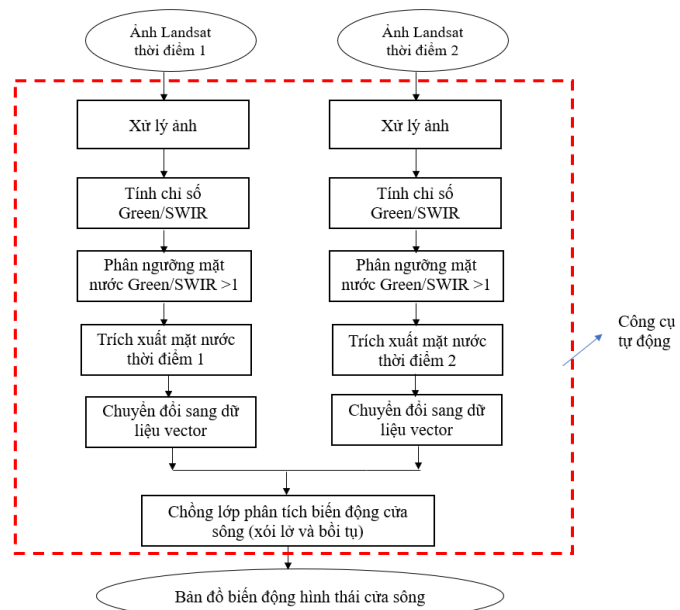 Ảnh Landsat
thời điểm 1
Ảnh Landsat
thời điểm 2
Xử lý ảnh
Xử lý ảnh
Tính chỉ số
Green/SWIR
Tính chỉ số
Green/SWIR
Phân ngưỡng mặt
nước Green/SWIR >1
Phân ngưỡng mặt
nước Green/SWIR >1
Trích xuất mặt nước
thời điểm 1
Trích xuất mặt nước
thời điểm 2
Công cụ
tự động
Chuyển đổi sang dữ
liệu vector
Chuyển đổi sang dữ
liệu vector
Chồng lớp phân tích biến động cửa
sông (xói lở và bồi tụ)
Bản đồ biến động hình thái cửa sông